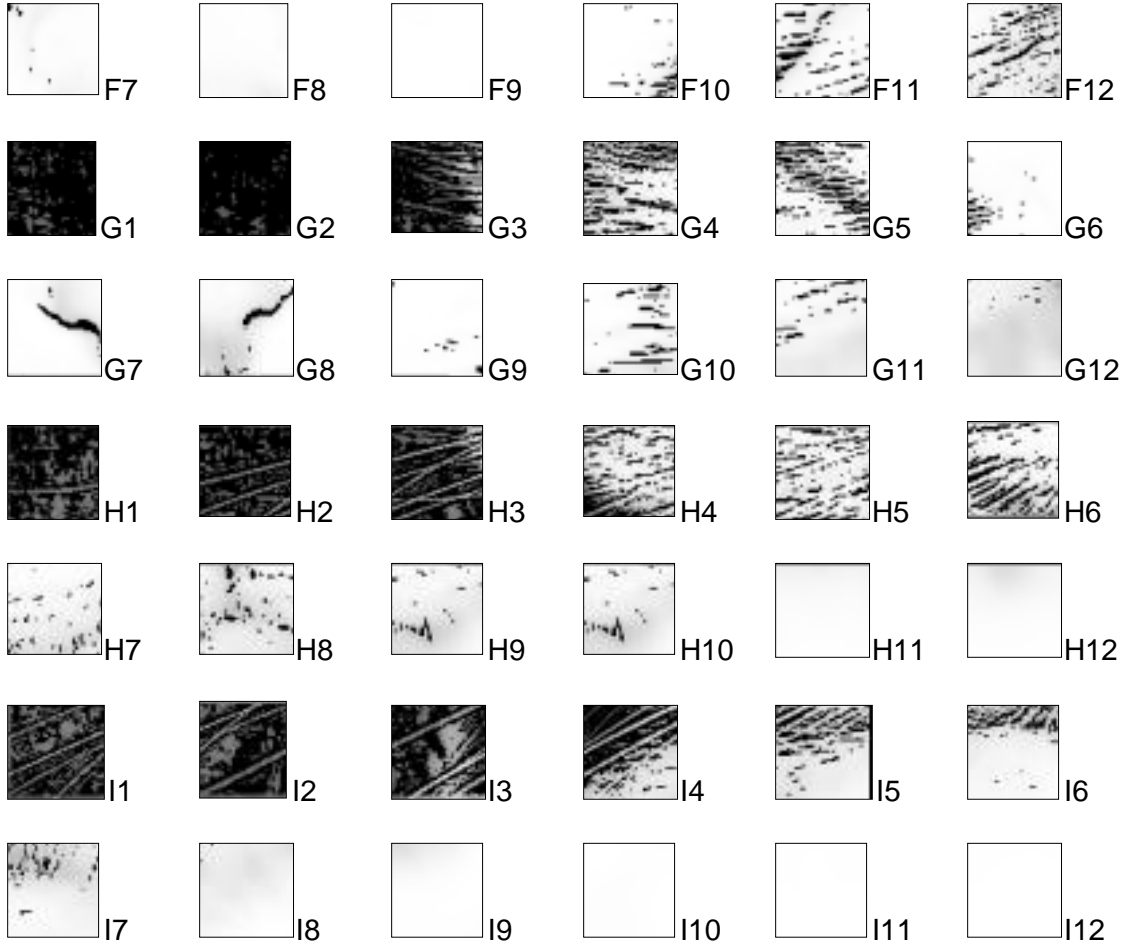 F7 F8 F9 F10 F11 F12
G1 G2 G3 G4 G5 G6
G7 G8 G9 G10 G11 G12
H1 H2 H3 H4 H5 H6
H7 H8 H9 H10 H11 H12
I1 I2 I3 I4 I5 I6
I7 I8 I9 I10 I11 I12